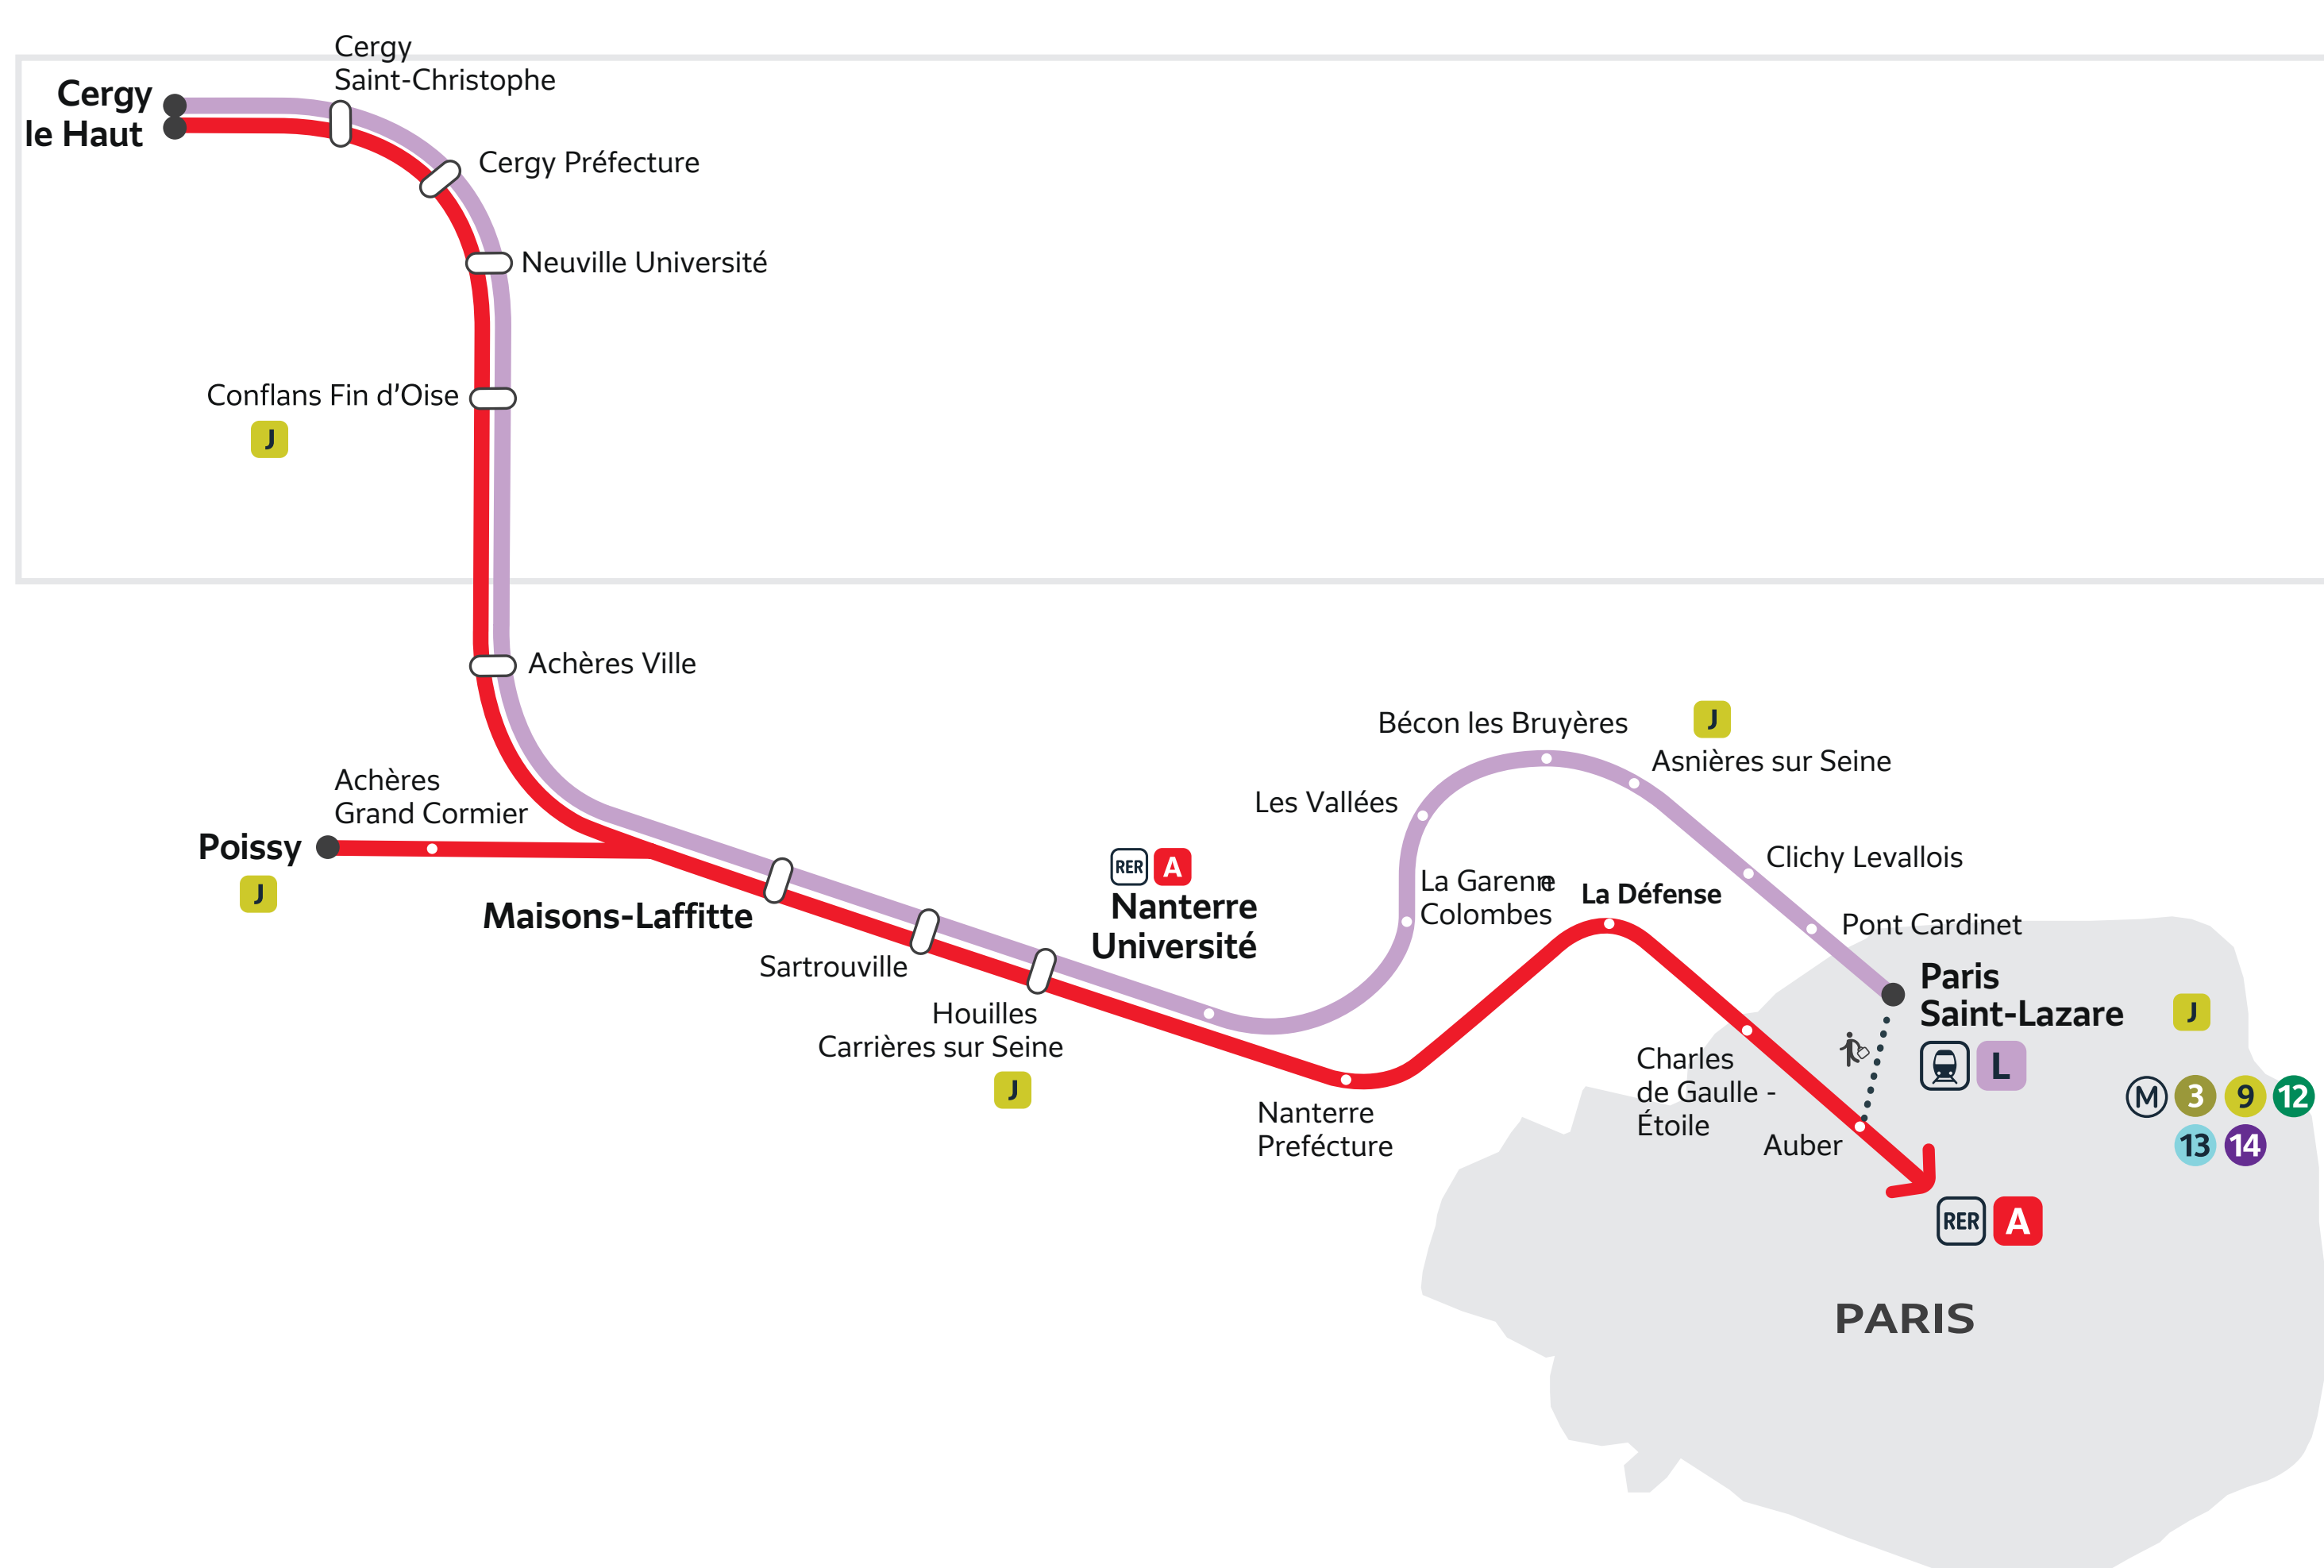 Cergy
Saint-Christophe
Cergy
le Haut
Cergy Préfecture
Neuville Université
Conflans Fin d’Oise
J
Achères Ville
Achères
Grand Cormier
Poissy
J
Maisons-Laffitte
Sartrouville
Houilles
Carrières sur Seine
J
RER A
Nanterre
Université
Nanterre
Prefécture
Les Vallées
La Garenne
Colombes
Bécon les Bruyères
J
Asnières sur Seine
Clichy Levallois
Pont Cardinet
La Défense
Paris
Saint-Lazare
J
L
M 3 9 12
13 14
Charles
de Gaulle -
Étoile
Auber
RER A
PARIS